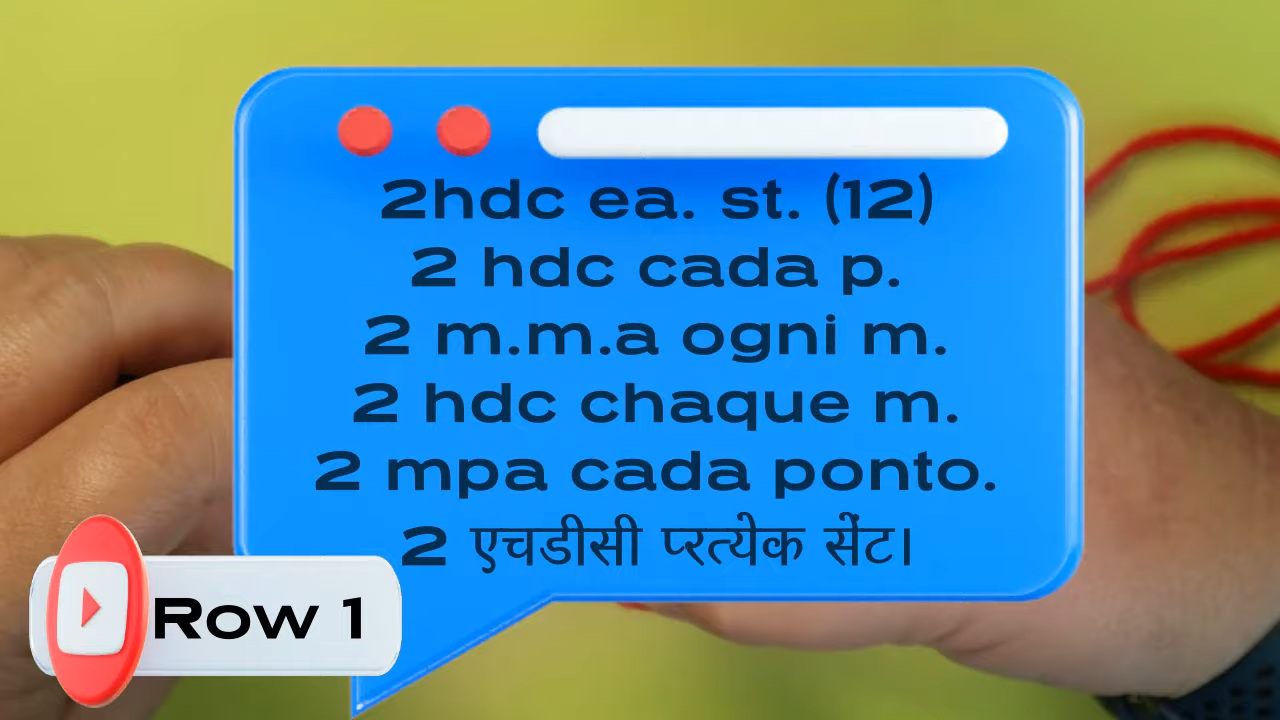 2hdc ea. st. (12)
2 hdc cada p.
2 m.m.a ogni m.
2 hdc chaque m.
2 mpa cada ponto.
2 एचडीसी प्रत्येक सेंट।
Row 1